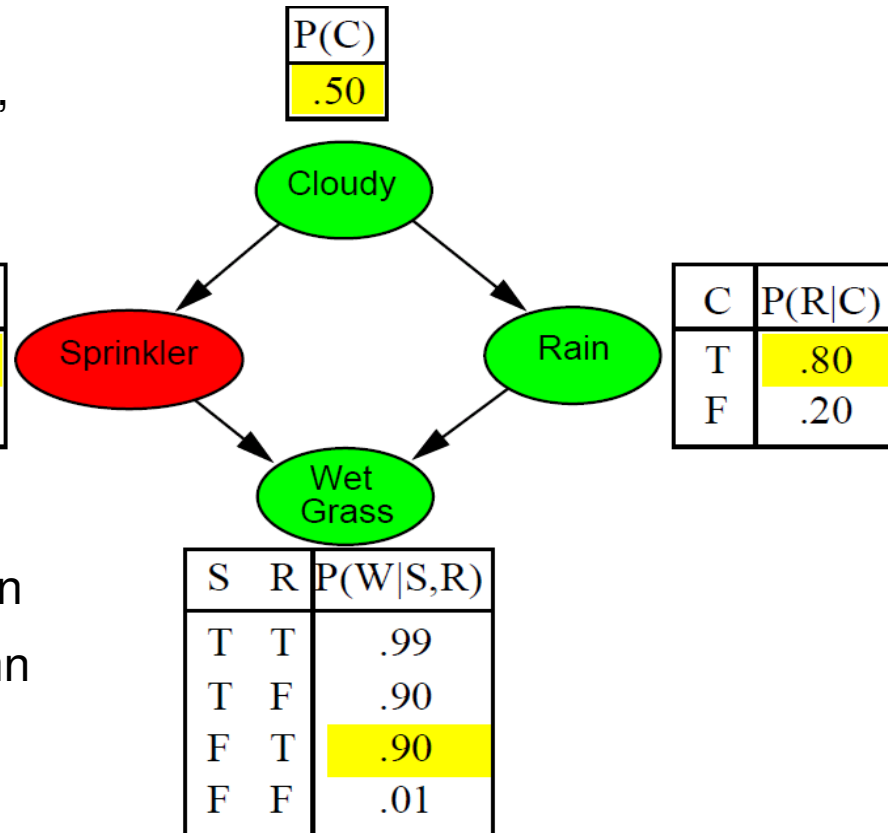 P(C)
,
.50
Cloudy
C P(R|C)
Sprinkler
Rain
T .80
F .20
Wet
Grass
S R P(W|S,R)
n
T T .99
n
T F .90
F T .90
F F .01